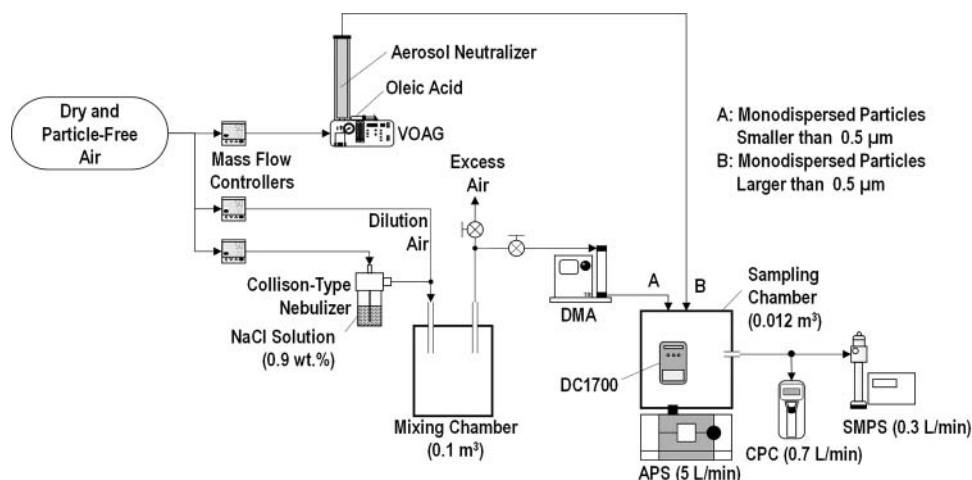 Dry and
Particle-Free
Air
Aerosol Neutralizer
Oleic Acid
VOAG
Mass Flow
Controllers
Excess
Air
Dilution
Air
Collison-Type
Nebulizer
NaCl Solution
(0.9 wt.%)
Mixing Chamber
(0.1 m³)
DMA
A
B
A: Monodispersed Particles
Smaller than 0.5 µm
B: Monodispersed Particles
Larger than 0.5 µm
Sampling
Chamber
(0.012 m³)
DC1700
APS (5 L/min)
CPC (0.7 L/min)
SMPS (0.3 L/min)